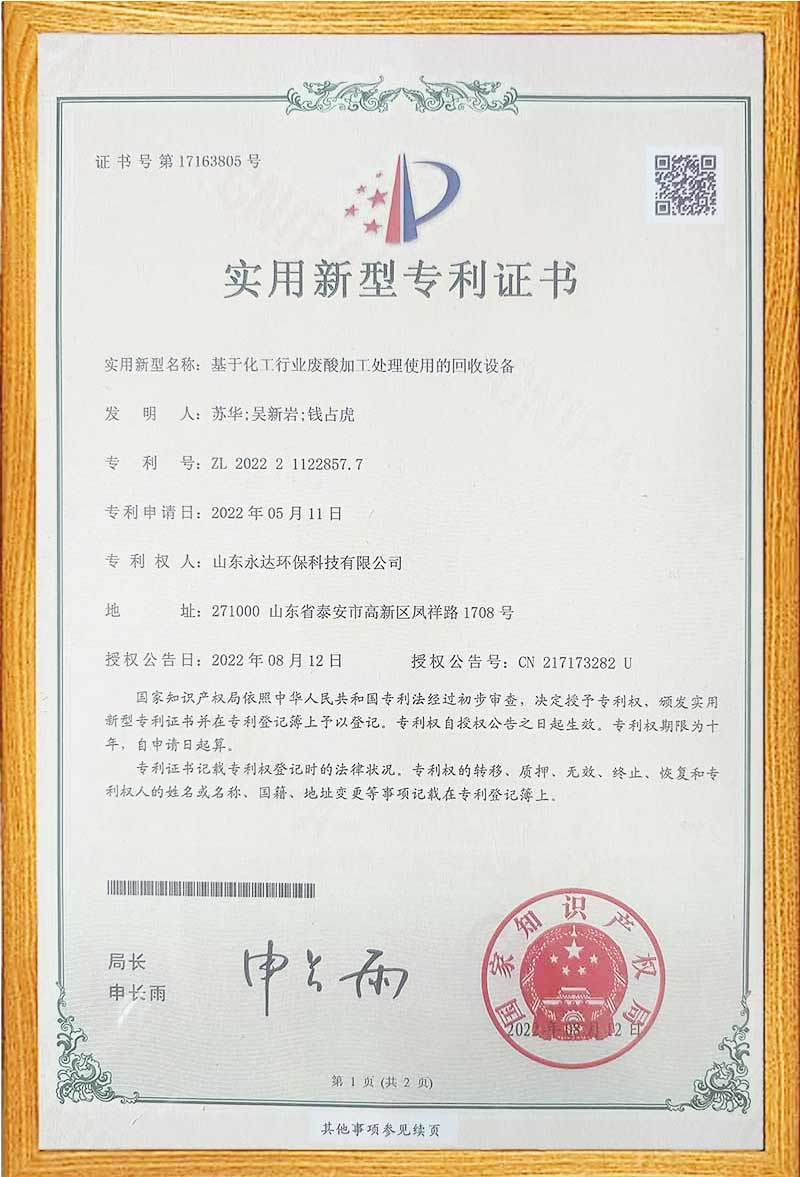 证书号第17163805号
实用新型专利证书
实用新型名称：基于化工行业废酸加工处理使用的回收设备
发明人：苏华;吴新岩;钱占虎
专利号：ZL 2022 2 1122857.7
专利申请日：2022年05月11日
专利权人：山东永达环保科技有限公司
地址：271000 山东省泰安市高新区凤祥路1708号
授权公告日：2022年08月12日 授权公告号：CN 217173282 U
国家知识产权局依照中华人民共和国专利法经过初步审查，决定授予专利权，颁发实用
新型专利证书并在专利登记簿上予以登记。专利权自授权公告之日起生效。专利权期限为十
年，自申请日起算。
专利证书记载专利权登记时的法律状况。专利权的转移、质押、无效、终止、恢复和专
利权人的姓名或名称、国籍、地址变更等事项记载在专利登记簿上。
局长
申长雨
申长雨
国家知识产权局
2022年08月12日
第 1 页 (共 2 页)
其他事项参见续页